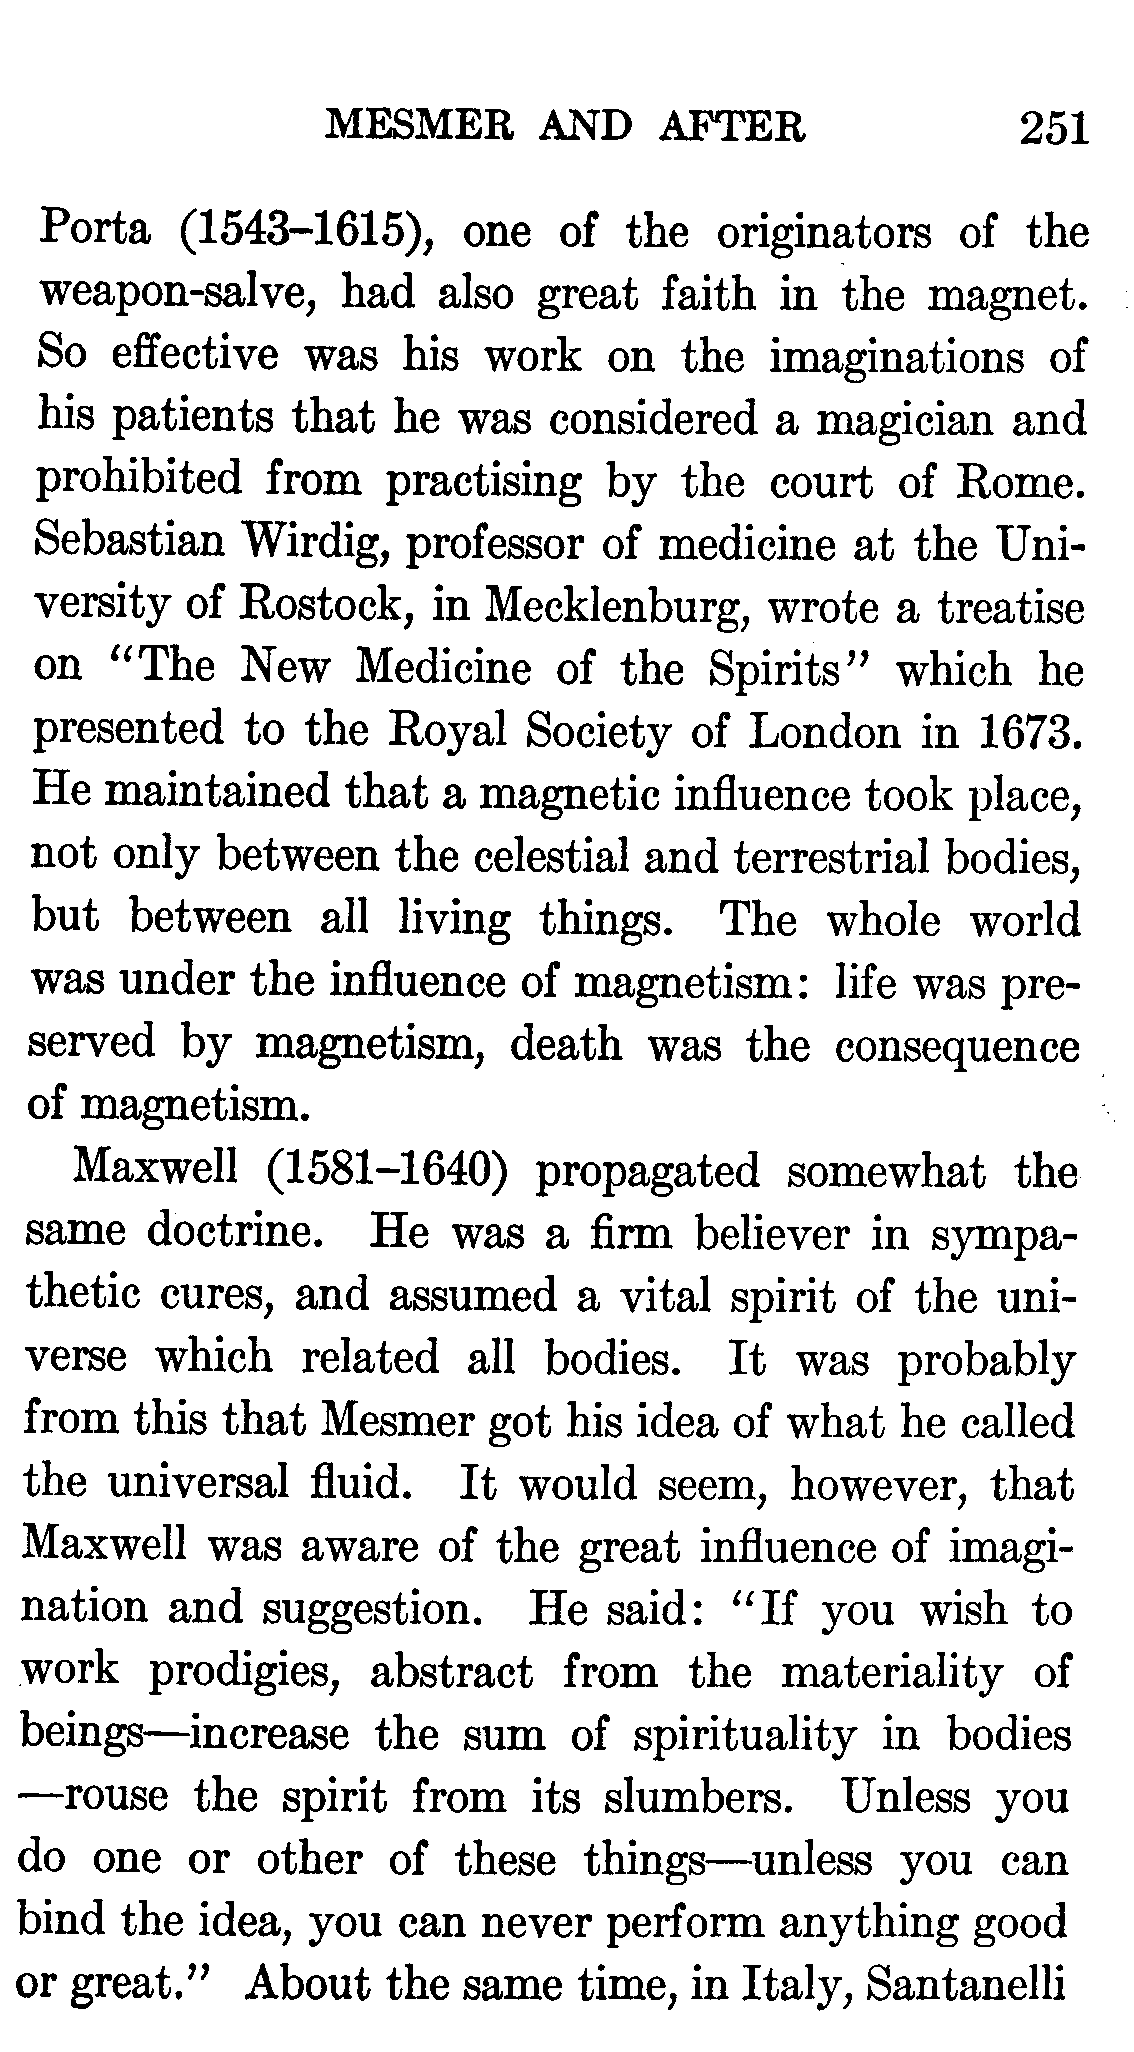 MESMER AND AFTER 251
Porta (1543–1615), one of the originators of the
weapon-salve, had also great faith in the magnet.
So effective was his work on the imaginations of
his patients that he was considered a magician and
prohibited from practising by the court of Rome.
Sebastian Wirdig, professor of medicine at the Uni-
versity of Rostock, in Mecklenburg, wrote a treatise
on “The New Medicine of the Spirits” which he
presented to the Royal Society of London in 1673.
He maintained that a magnetic influence took place,
not only between the celestial and terrestrial bodies,
but between all living things. The whole world
was under the influence of magnetism: life was pre-
served by magnetism, death was the consequence
of magnetism.
Maxwell (1581–1640) propagated somewhat the
same doctrine. He was a firm believer in sympa-
thetic cures, and assumed a vital spirit of the uni-
verse which related all bodies. It was probably
from this that Mesmer got his idea of what he called
the universal fluid. It would seem, however, that
Maxwell was aware of the great influence of imagi-
nation and suggestion. He said: “If you wish to
work prodigies, abstract from the materiality of
beings—increase the sum of spirituality in bodies
—rouse the spirit from its slumbers. Unless you
do one or other of these things—unless you can
bind the idea, you can never perform anything good
or great.” About the same time, in Italy, Santanelli